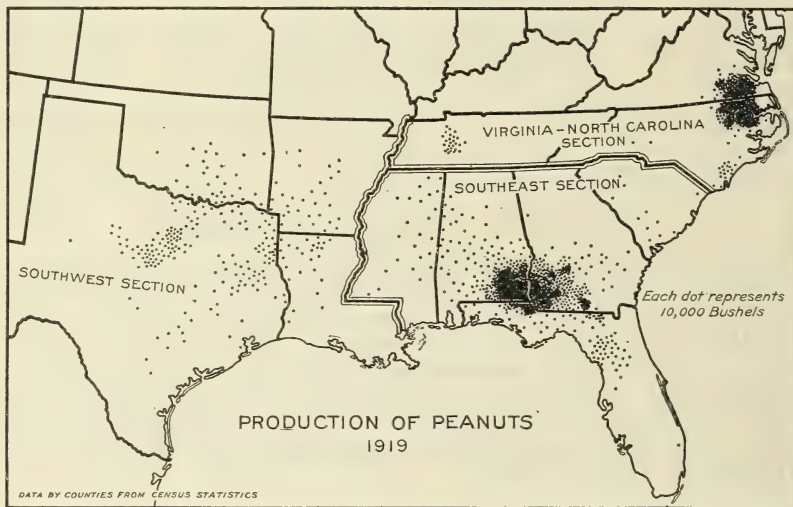 VIRGINIA-NORTH CAROLINA
SECTION
SOUTHEAST SECTION
SOUTHWEST SECTION
Each dot represents
10,000 Bushels
PRODUCTION OF PEANUTS
1919
DATA BY COUNTIES FROM CENSUS STATISTICS